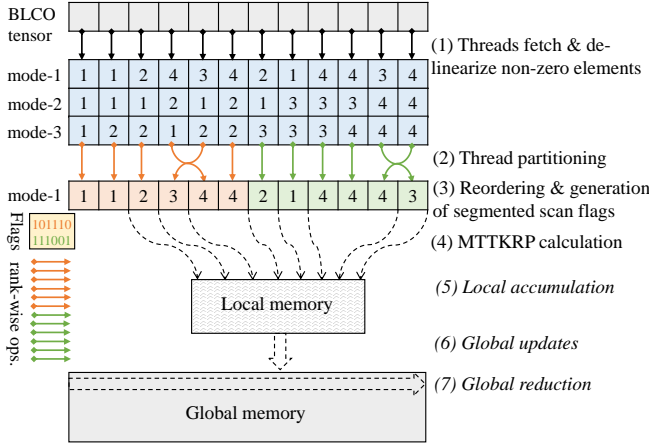 BLCO
tensor
(1) Threads fetch & de-
linearize non-zero elements
mode-1 1 1 2 4 3 4 2 1 4 4 3 4
mode-2 1 1 1 2 1 2 1 3 3 3 4 4
mode-3 1 2 2 1 2 2 3 3 3 4 4 4
(2) Thread partitioning
mode-1 1 1 2 3 4 4 2 1 4 4 4 3
(3) Reordering & generation
of segmented scan flags
Flags
101110
111001
(4) MTTKRP calculation
rank-wise ops.
Local memory
(5) Local accumulation
(6) Global updates
(7) Global reduction
Global memory